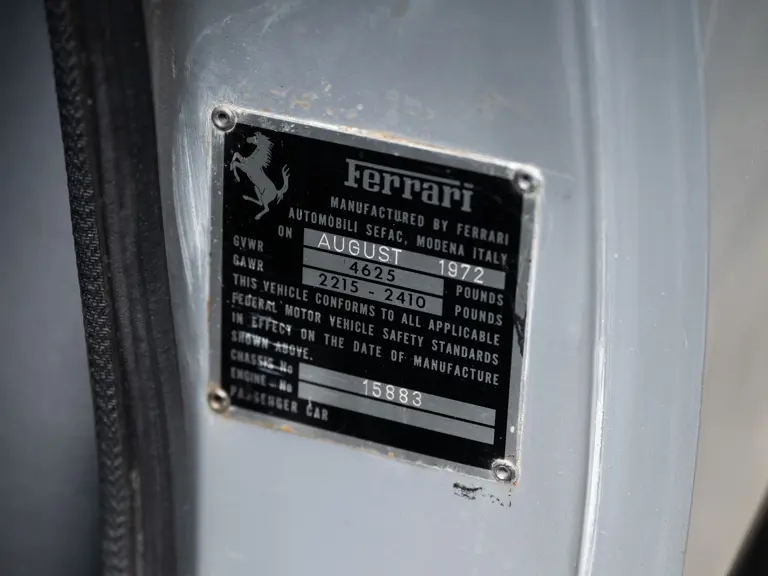 Ferrari
MANUFACTURED BY FERRARI
AUTOMOBILI SEFAC, MODENA ITALY
ON AUGUST 1972
GVWR 4625 POUNDS
GAWR 2215 - 2410 POUNDS
THIS VEHICLE CONFORMS TO ALL APPLICABLE
FEDERAL MOTOR VEHICLE SAFETY STANDARDS
IN EFFECT ON THE DATE OF MANUFACTURE
SHOWN ABOVE.
CHASSIS No 15883
ENGINE - No
PASSENGER CAR